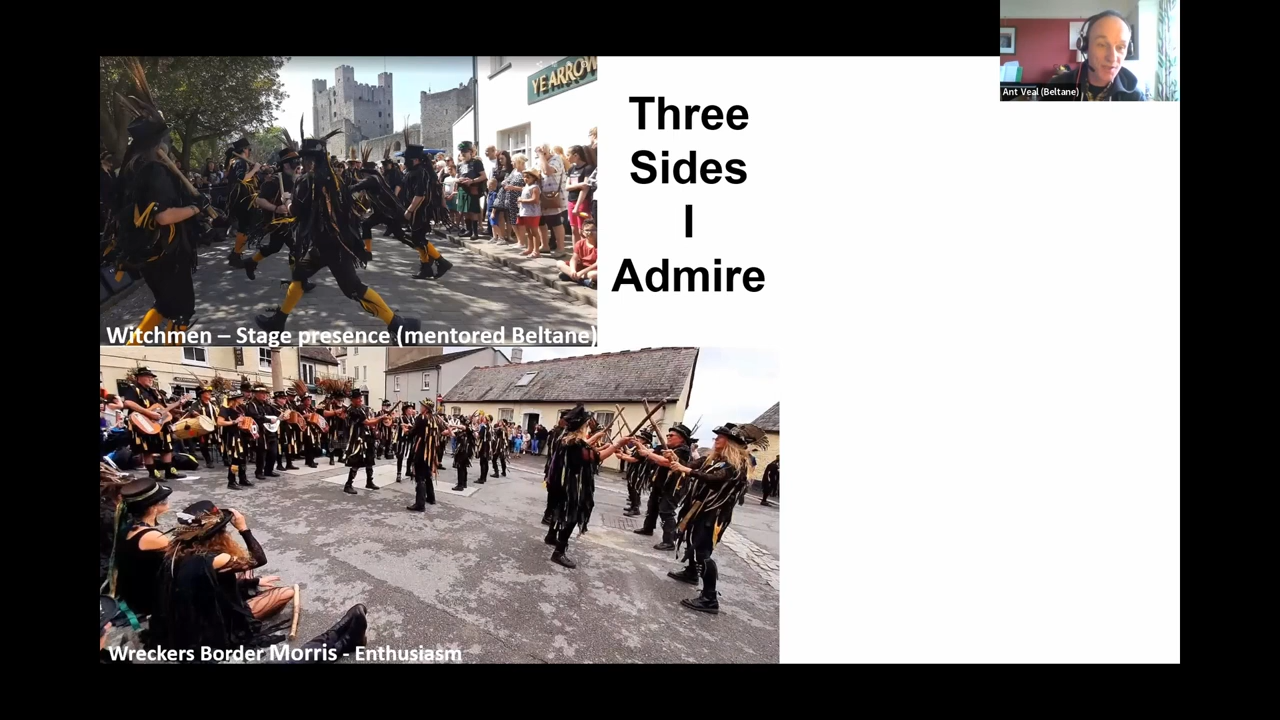 YE ARROW
Three
Sides
I
Admire
Ant Veal (Beltane)
Witchmen – Stage presence (mentored Beltane)
Wreckers Border Morris - Enthusiasm